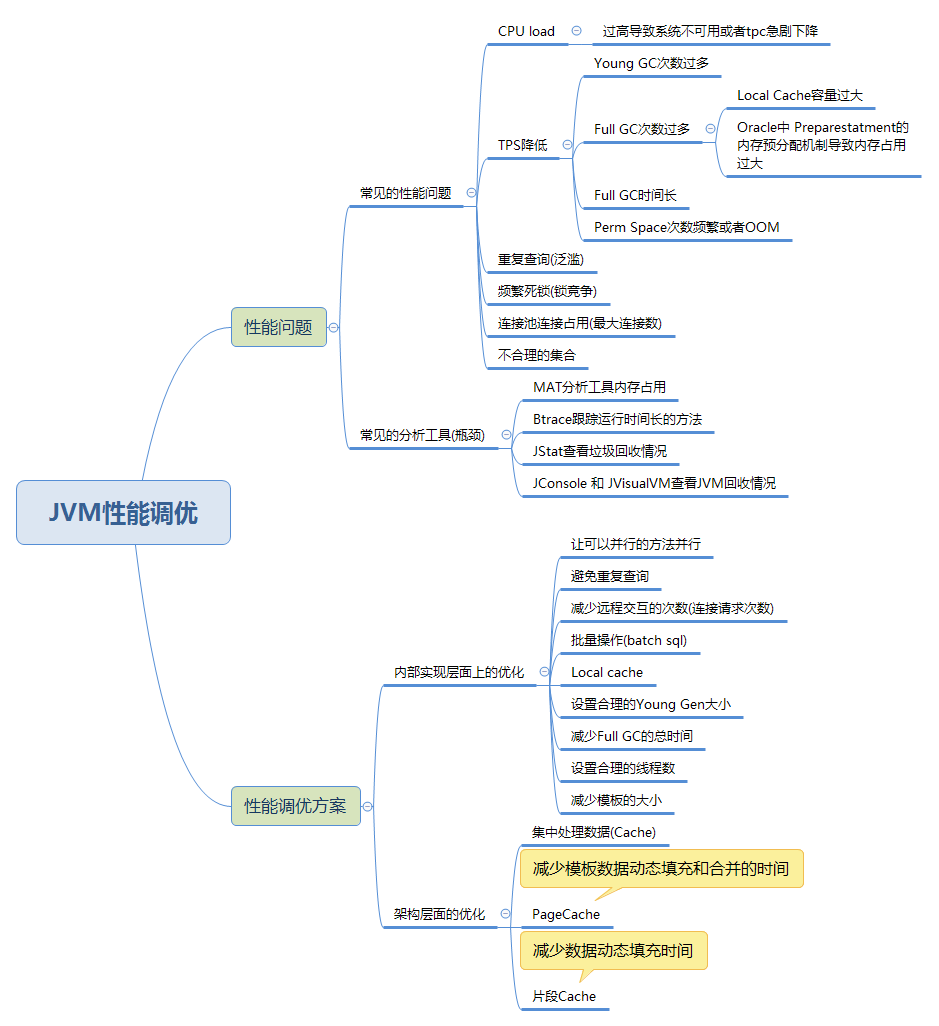 JVM性能调优
性能问题
常见的性能问题
CPU load
过高导致系统不可用或者tpc急剧下降
TPS降低
Young GC次数过多
Full GC次数过多
Local Cache容量过大
Oracle中 Preparestatment的
内存预分配机制导致内存占用
过大
Full GC时间长
Perm Space次数频繁或者OOM
重复查询(泛滥)
频繁死锁(锁竟争)
连接池连接占用(最大连接数)
不合理的集合
常见的分析工具(瓶颈)
MAT分析工具内存占用
Btrace跟踪运行时间长的方法
JStat查看垃圾回收情况
JConsole 和 JVisualVM查看JVM回收情况
性能调优方案
内部实现层面上的优化
让可以并行的方法并行
避免重复查询
减少远程交互的次数(连接请求次数)
批量操作(batch sql)
Local cache
设置合理的Young Gen大小
减少Full GC的总时间
设置合理的线程数
减少模板的大小
架构层面的优化
集中处理数据(Cache)
减少模板数据动态填充和合并的时间
PageCache
减少数据动态填充时间
片段Cache